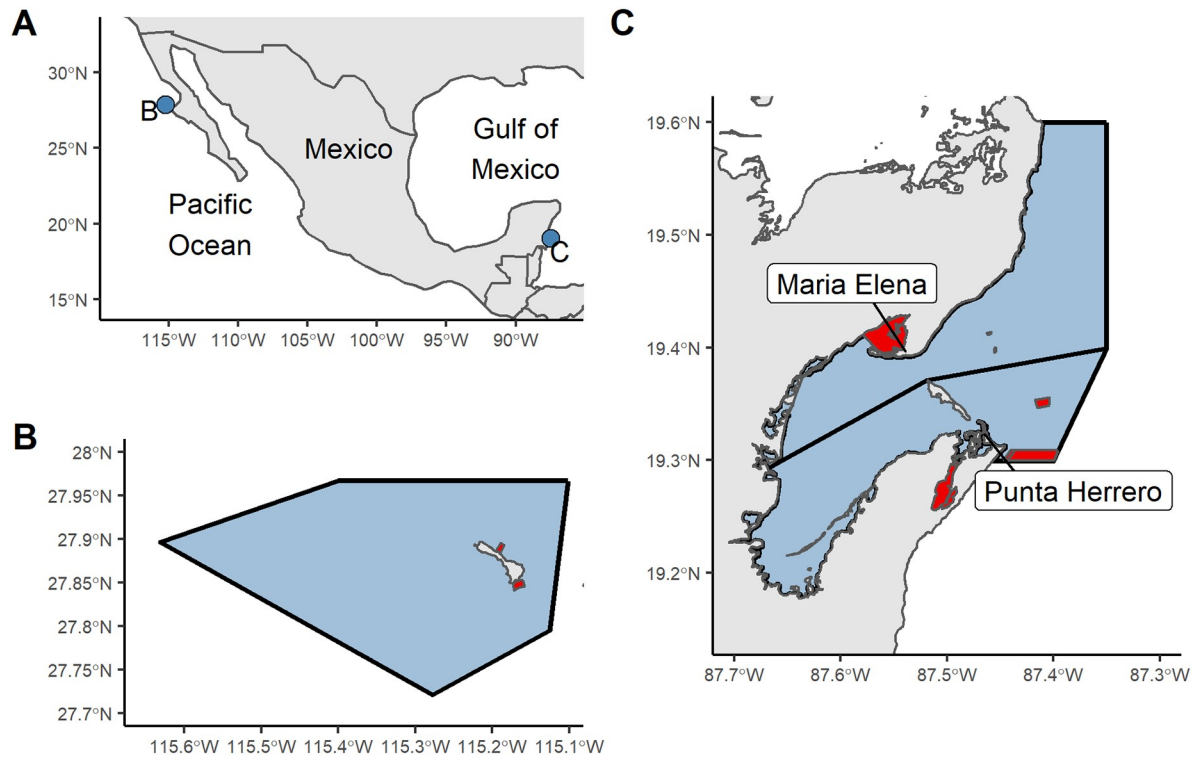 A
30°N
25°N
20°N
15°N
B
Mexico
Gulf of
Mexico
Pacific
Ocean
C
115°W
110°W
105°W
100°W
95°W
90°W
B
28°N
27.95°N
27.9°N
27.85°N
27.8°N
27.75°N
27.7°N
115.6°W
115.5°W
115.4°W
115.3°W
115.2°W
115.1°W
C
19.6°N
19.5°N
19.4°N
19.3°N
19.2°N
Maria Elena
Punta Herrero
87.7°W
87.6°W
87.5°W
87.4°W
87.3°W